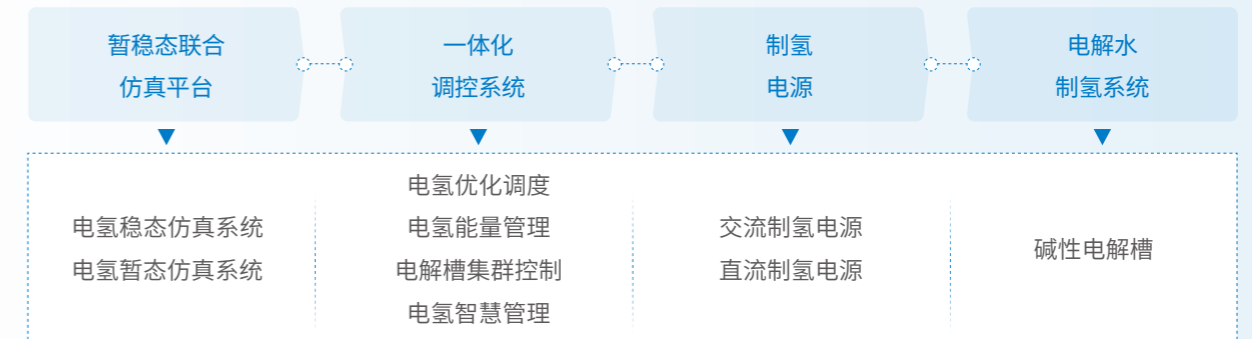 暂稳态联合
仿真平台
一体化
调控系统
制氢
电源
电解水
制氢系统
电氢稳态仿真系统
电氢暂态仿真系统
电氢优化调度
电氢能量管理
电解槽集群控制
电氢智慧管理
交流制氢电源
直流制氢电源
碱性电解槽